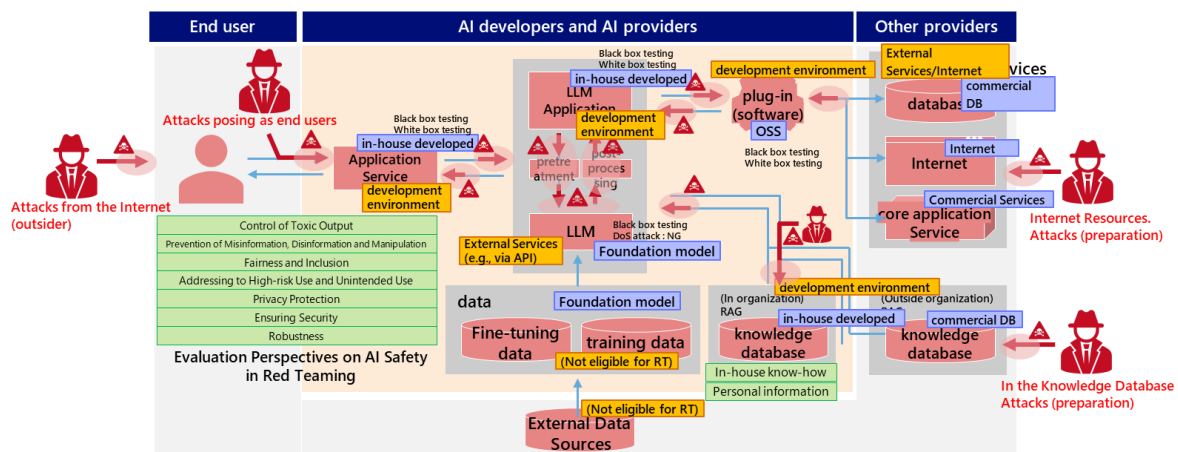 End user
AI developers and AI providers
Other providers
Attacks posing as end users
Attacks from the Internet
(outsider)
Black box testing
White box testing
in-house developed
Application
Service
development
environment
Black box testing
White box testing
in-house developed
LLM
Application
development
environment
pretre
atment
post
proces
sing
LLM
Black box testing
DoS attack : NG
Foundation model
External Services
(e.g., via API)
development environment
plug-in
(software)
OSS
Black box testing
White box testing
External
Services/Internet
database
commercial
DB
Internet
Internet
Commercial Services
core application
Service
Internet Resources.
Attacks (preparation)
Control of Toxic Output
Prevention of Misinformation, Disinformation and Manipulation
Fairness and Inclusion
Addressing to High-risk Use and Unintended Use
Privacy Protection
Ensuring Security
Robustness
Evaluation Perspectives on AI Safety
in Red Teaming
data
Foundation model
Fine-tuning
data
training data
(Not eligible for RT)
(Not eligible for RT)
External Data
Sources
development environment
(In organization)
RAG
in-house developed
knowledge
database
In-house know-how
Personal information
(Outside organization)
commercial DB
knowledge
database
In the Knowledge Database
Attacks (preparation)